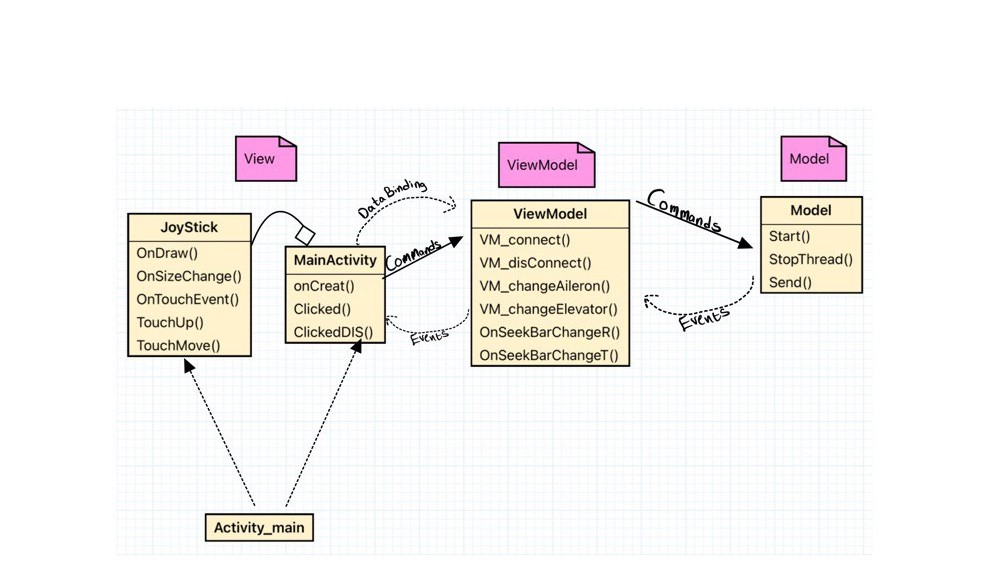 View
ViewModel
Model
JoyStick
OnDraw()
OnSizeChange()
OnTouchEvent()
TouchUp()
TouchMove()
MainActivity
onCreat()
Clicked()
ClickedDIS()
Data Binding
Commands
Events
ViewModel
VM_connect()
VM_disConnect()
VM_changeAileron()
VM_changeElevator()
OnSeekBarChangeR()
OnSeekBarChangeT()
Commands
Events
Model
Start()
StopThread()
Send()
Activity_main